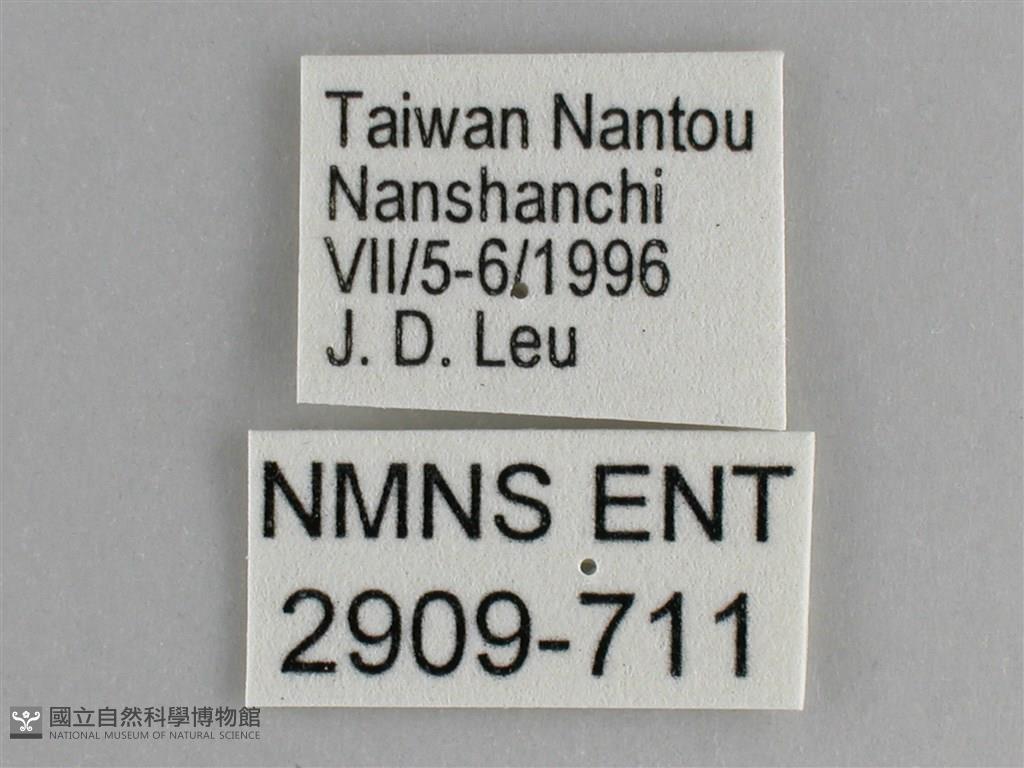 Taiwan Nantou
Nanshanchi
VII/5-6/1996
J. D. Leu
NMNS ENT
2909-711
國立自然科學博物館
NATIONAL MUSEUM OF NATURAL SCIENCE